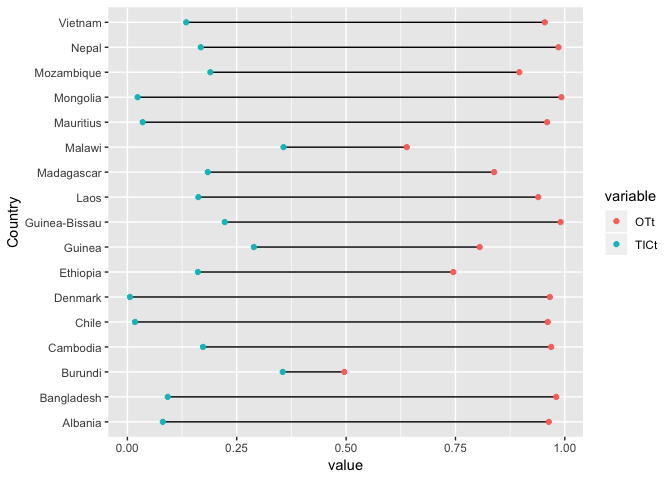 Vietnam
Nepal
Mozambique
Mongolia
Mauritius
Malawi
Madagascar
Laos
Guinea-Bissau
Guinea
Ethiopia
Denmark
Chile
Cambodia
Burundi
Bangladesh
Albania
Country
0.00 0.25 0.50 0.75 1.00
value
variable
OTt
TICt